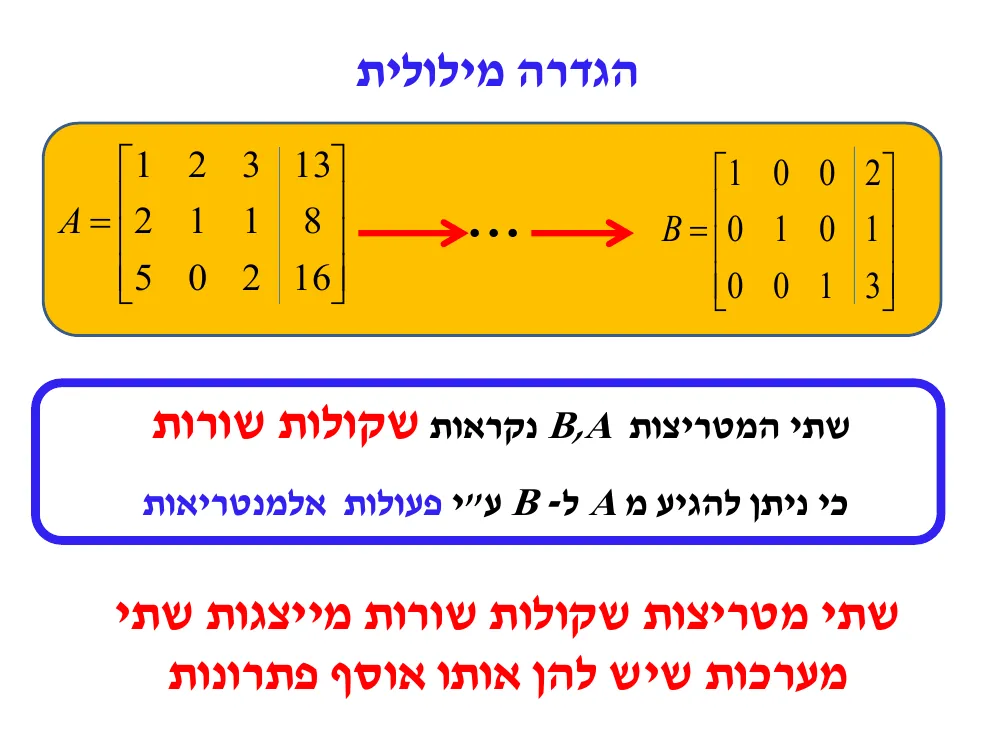 הגדרה מילולית
A = [ 1 2 3 | 13 ]
[ 2 1 1 | 8 ]
[ 5 0 2 | 16 ]
...
B = [ 1 0 0 | 2 ]
[ 0 1 0 | 1 ]
[ 0 0 1 | 3 ]
שתי המטריצות B,A נקראות שקולות שורות
כי ניתן להגיע מ A ל- B ע"י פעולות אלמנטריאות
שתי מטריצות שקולות שורות מייצגות שתי
מערכות שיש להן אותו אוסף פתרונות